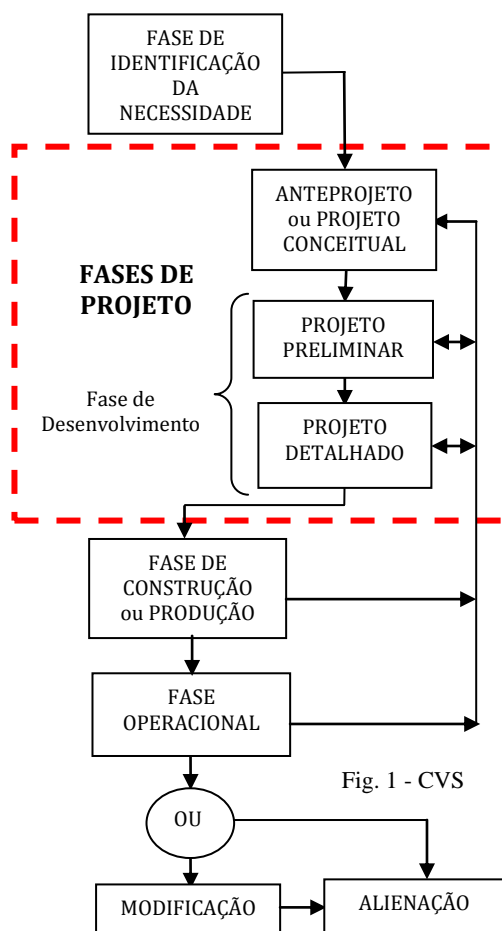 FASE DE
IDENTIFICAÇÃO
DA
NECESSIDADE
ANTEPROJETO
ou PROJETO
CONCEITUAL
FASES DE
PROJETO
PROJETO
PRELIMINAR
Fase de
Desenvolvimento
PROJETO
DETALHADO
FASE DE
CONSTRUÇÃO
ou PRODUÇÃO
FASE
OPERACIONAL
Fig. 1 - CVS
OU
MODIFICAÇÃO
ALIENAÇÃO